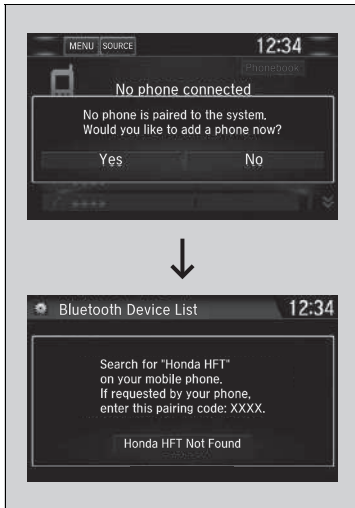 MENU SOURCE 12:34
Phonebook
No phone connected
No phone is paired to the system.
Would you like to add a phone now?
Yes No
Bluetooth Device List 12:34
Search for "Honda HFT"
on your mobile phone.
If requested by your phone,
enter this pairing code: XXXX.
Honda HFT Not Found